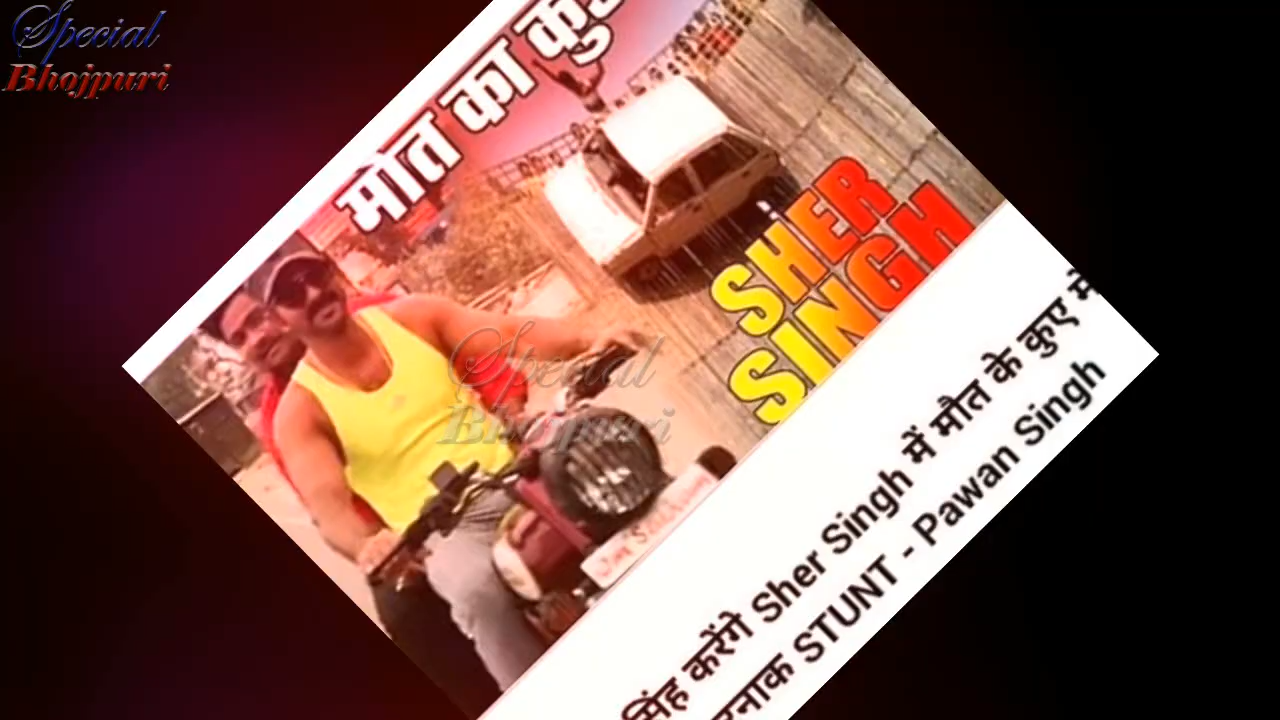 Special
Bhojpuri
मौत का
SHER
SINGH
Special
Bhojpuri
सिंह करेंगे Sher Singh में मौत के कुए में
STUNT - Pawan Singh